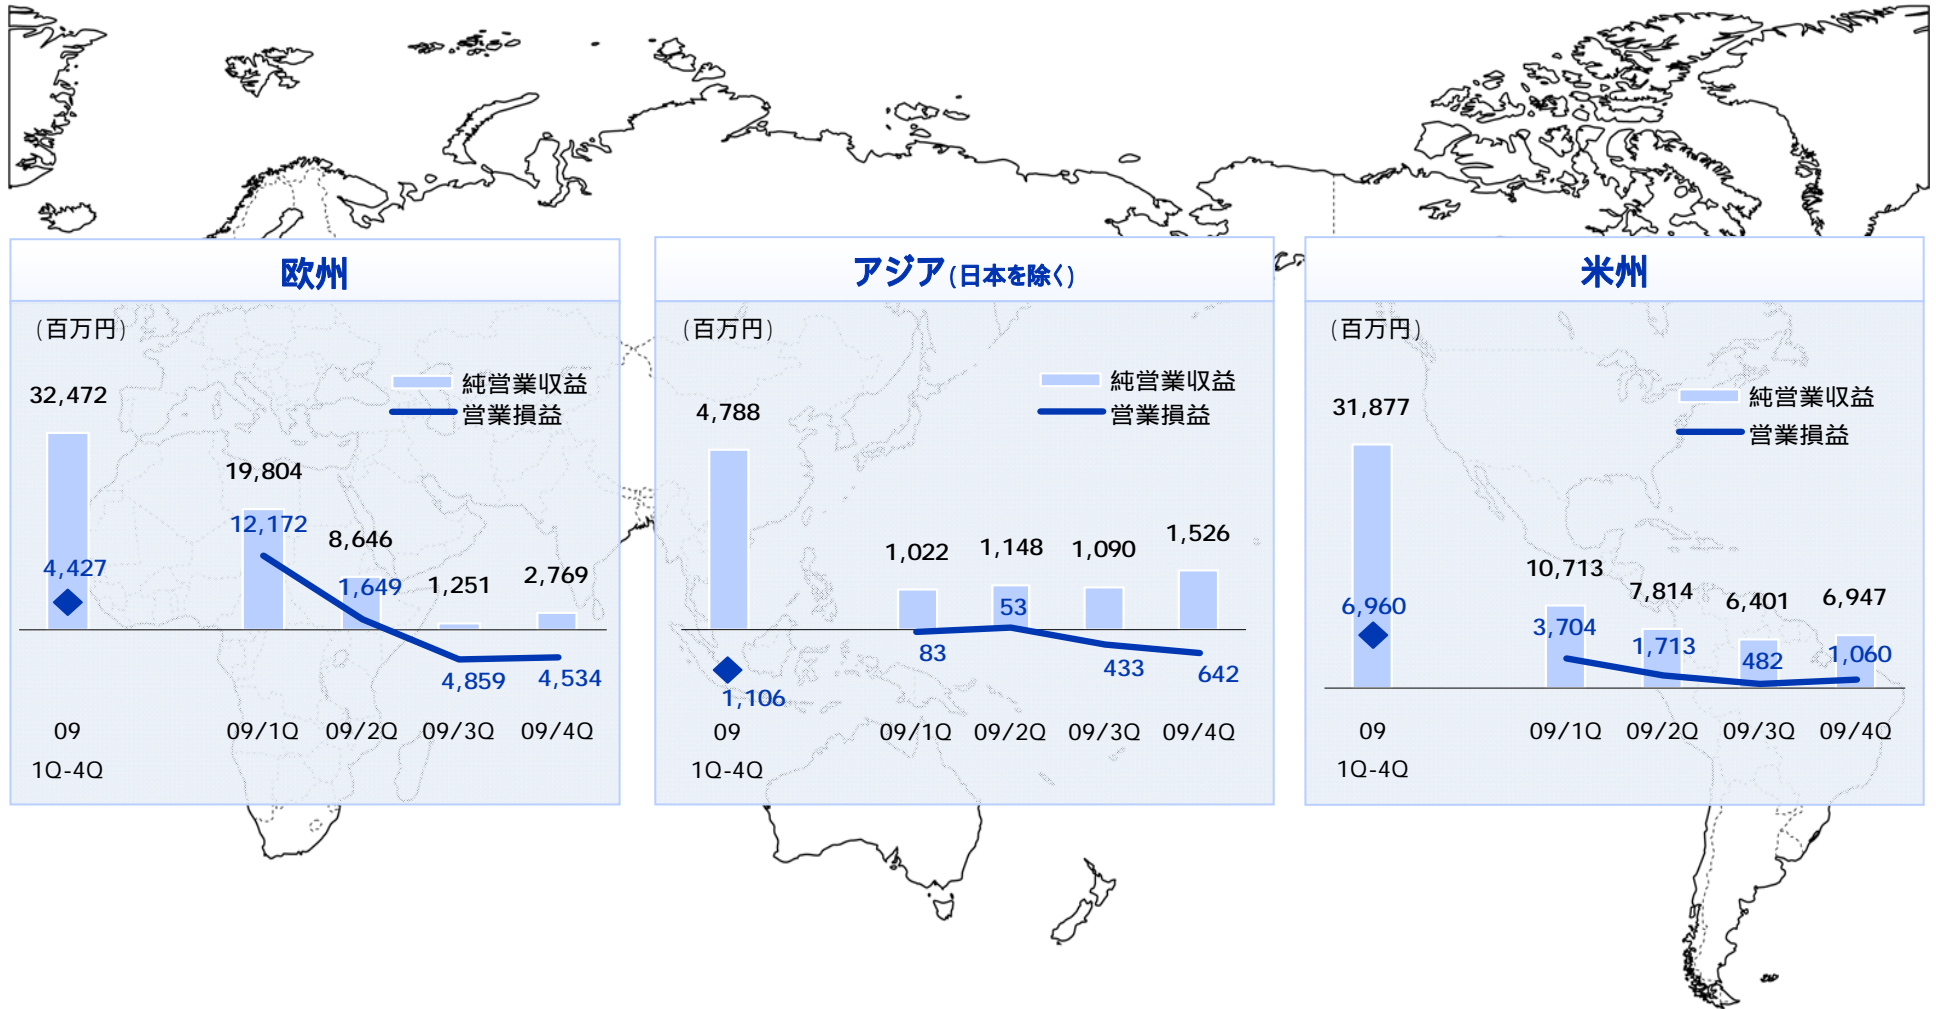 欧州
(百万円)
純営業収益
営業損益
32,472
4,427
19,804
12,172
8,646
1,649
1,251
4,859
2,769
4,534
09
1Q-4Q
09/1Q
09/2Q
09/3Q
09/4Q
アジア(日本を除く)
(百万円)
純営業収益
営業損益
4,788
1,106
1,022
83
1,148
53
1,090
433
1,526
642
09
1Q-4Q
09/1Q
09/2Q
09/3Q
09/4Q
米州
(百万円)
純営業収益
営業損益
31,877
6,960
10,713
3,704
7,814
1,713
6,401
482
6,947
1,060
09
1Q-4Q
09/1Q
09/2Q
09/3Q
09/4Q